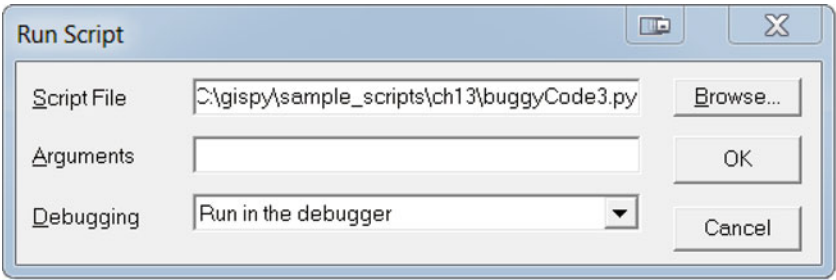 Run Script
Script File C:\gispy\sample_scripts\ch13\buggyCode3.py Browse...
Arguments OK
Debugging Run in the debugger Cancel